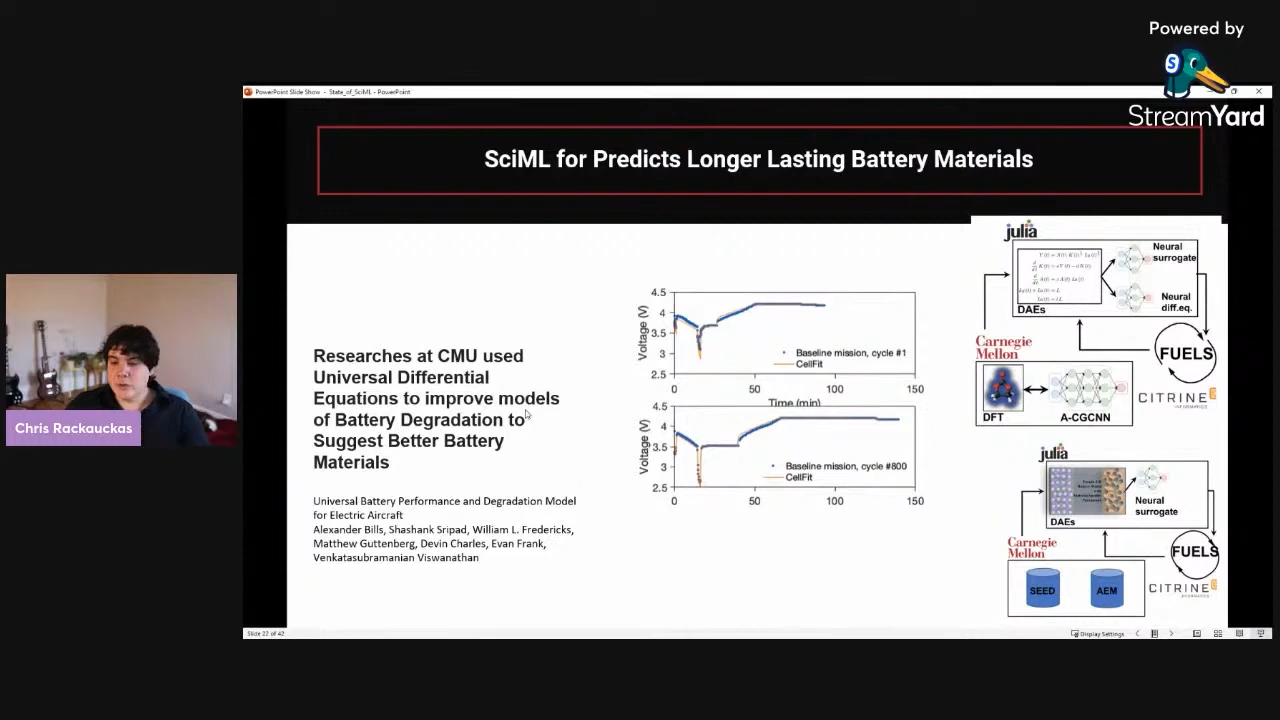 Powered by
S
StreamYard
PowerPoint Slide Show - State_of_SciML - PowerPoint
SciML for Predicts Longer Lasting Battery Materials
Researches at CMU used
Universal Differential
Equations to improve models
of Battery Degradation to
Suggest Better Battery
Materials
Universal Battery Performance and Degradation Model
for Electric Aircraft
Alexander Bills, Shashank Sripad, William L. Fredericks,
Matthew Guttenberg, Devin Charles, Evan Frank,
Venkatasubramanian Viswanathan
4.5
4
3.5
3
2.5
Voltage (V)
Baseline mission, cycle #1
CellFit
0
50
100
150
Time (min)
4.5
4
3.5
3
2.5
Voltage (V)
Baseline mission, cycle #800
CellFit
0
50
100
150
julia
Neural
surrogate
Neural
diff.eq.
DAEs
Carnegie
Mellon
FUELS
CITRINE
INFORMATICS
DFT
A-CGCNN
julia
Neural
surrogate
DAEs
Carnegie
Mellon
FUELS
CITRINE
INFORMATICS
SEED
AEM
Chris Rackauckas
Slide 22 of 42
Display Settings